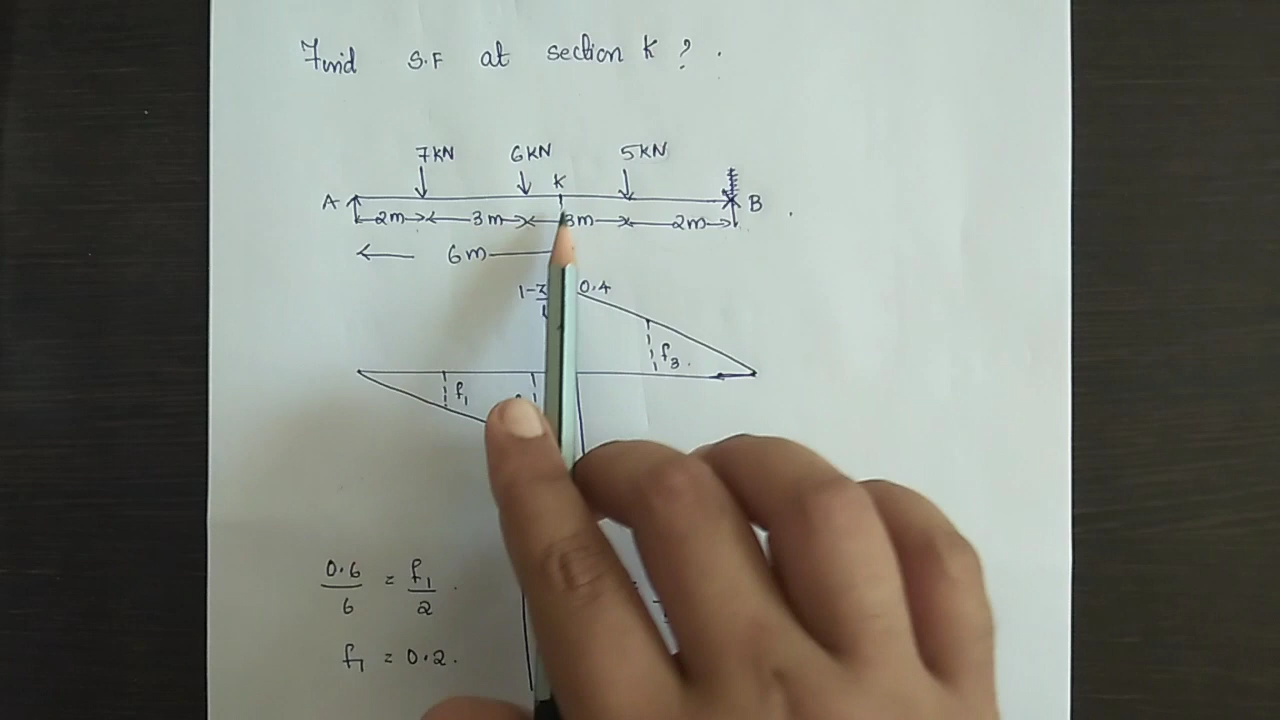 Find S.F at section K ? .
7KN 6KN 5KN
K
A B .
2m 3m 3m 2m
6m
1-x 0.4
f3 .
f1
0.6/6 = f1/2 .
f1 = 0.2 .